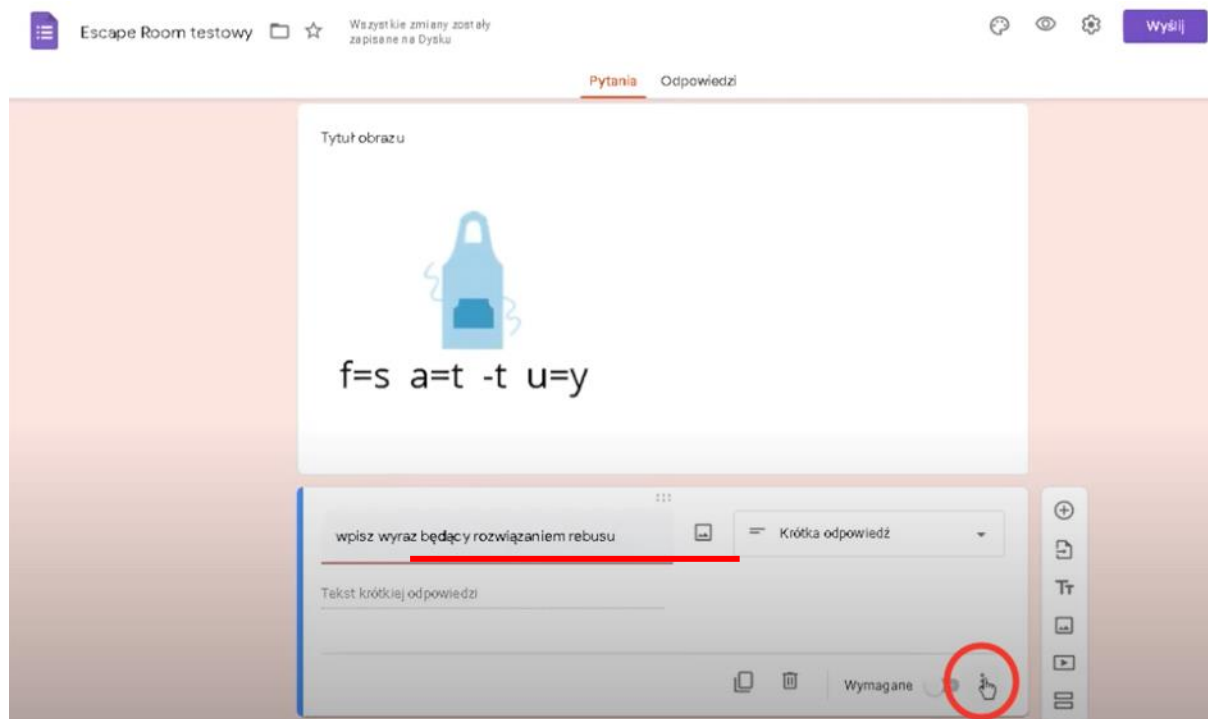 Escape Room testowy
Wszystkie zmiany zostały
zapisane na Dysku
Wyślij
Pytania Odpowiedzi
Tytuł obrazu
f=s a=t -t u=y
wpisz wyraz będący rozwiązaniem rebusu
Krótka odpowiedź
Tekst krótkiej odpowiedzi
Wymagane
Tт